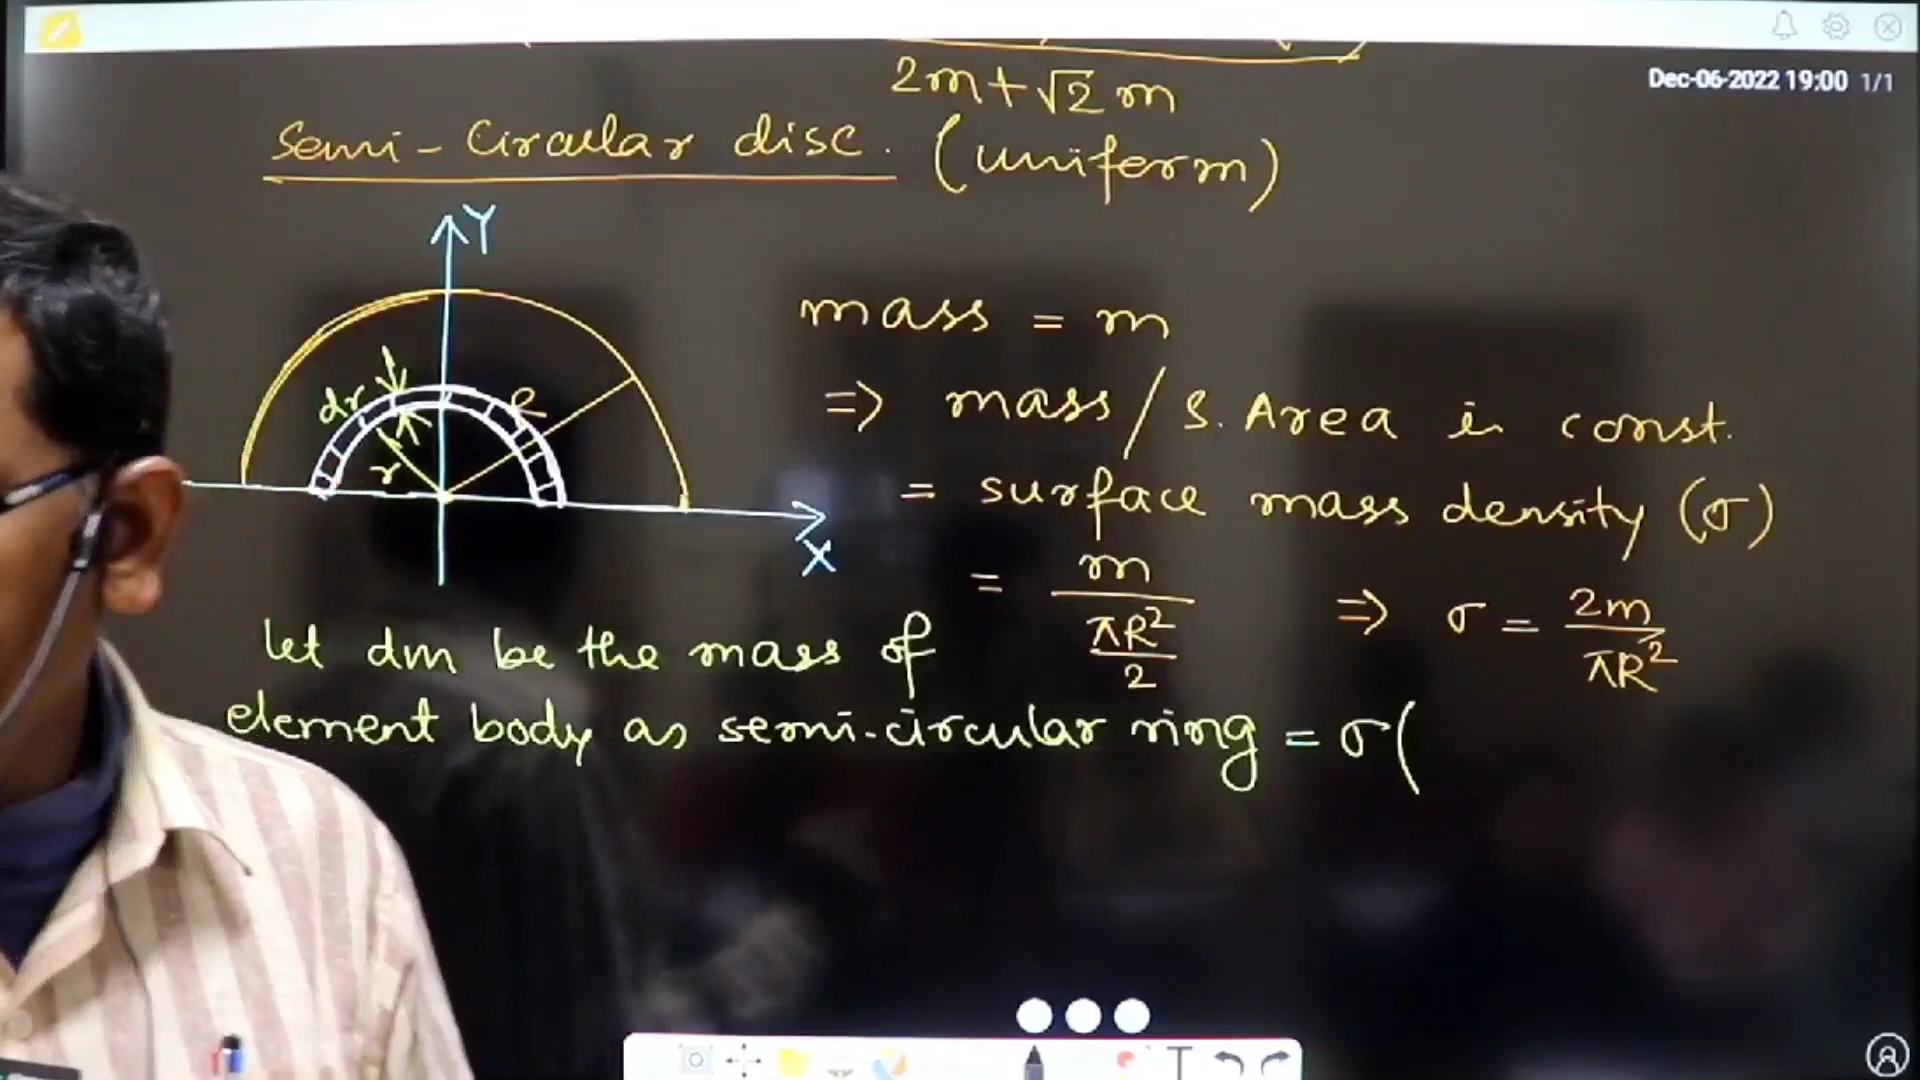 Dec-06-2022 19:00 1/1
2m+√2 m
Semi-Circular disc. (uniform)
Y
mass = m
dr
R
r
⇒ mass / S. Area is const.
= surface mass density (σ)
X
= m / (πR²/2) ⇒ σ = 2m / πR²
let dm be the mass of
element body as semi-circular ring = σ(
T